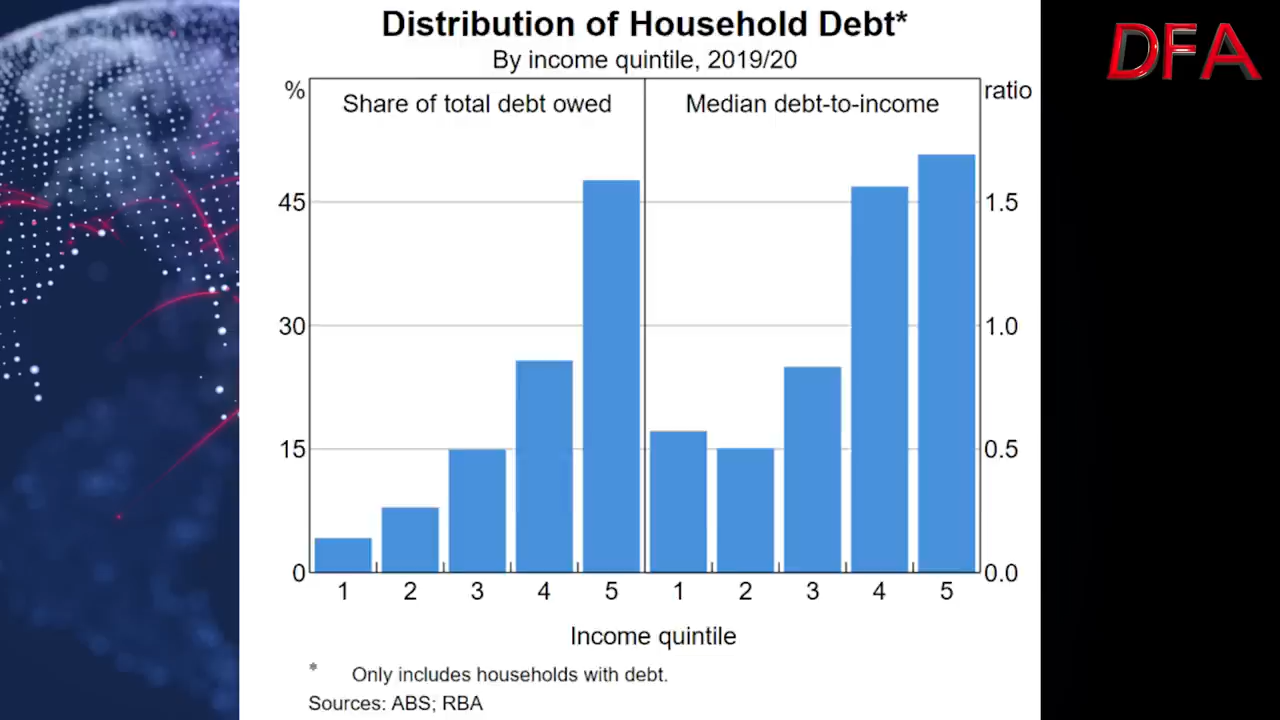 Distribution of Household Debt*
By income quintile, 2019/20
DFA
%
Share of total debt owed
Median debt-to-income
ratio
45
1.5
30
1.0
15
0.5
0
0.0
1 2 3 4 5 1 2 3 4 5
Income quintile
* Only includes households with debt.
Sources: ABS; RBA